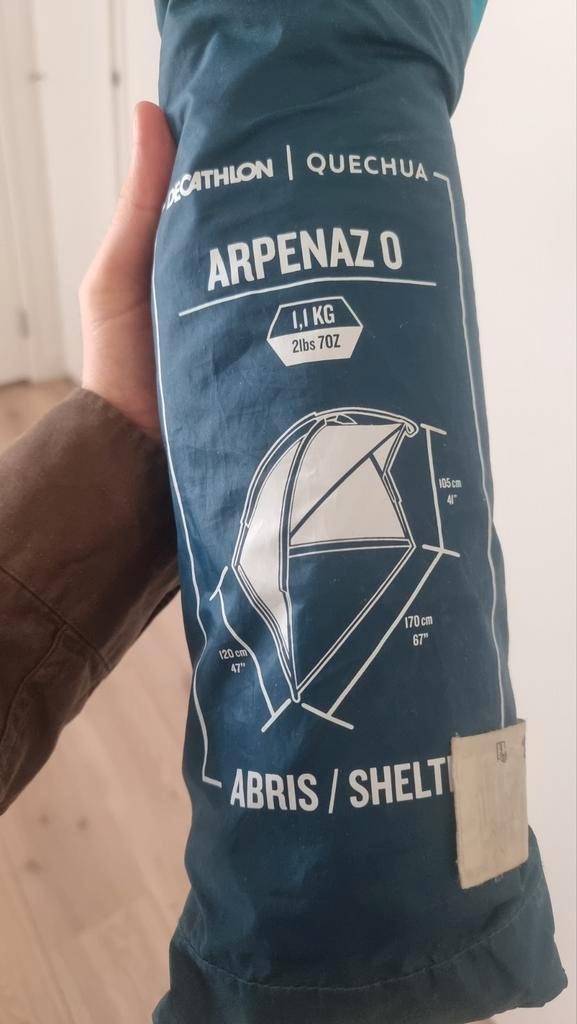 DECATHLON | QUECHUA
ARPENAZ 0
1,1 KG
2lbs 7OZ
105 cm
41"
170 cm
67"
120 cm
47"
ABRIS / SHELT